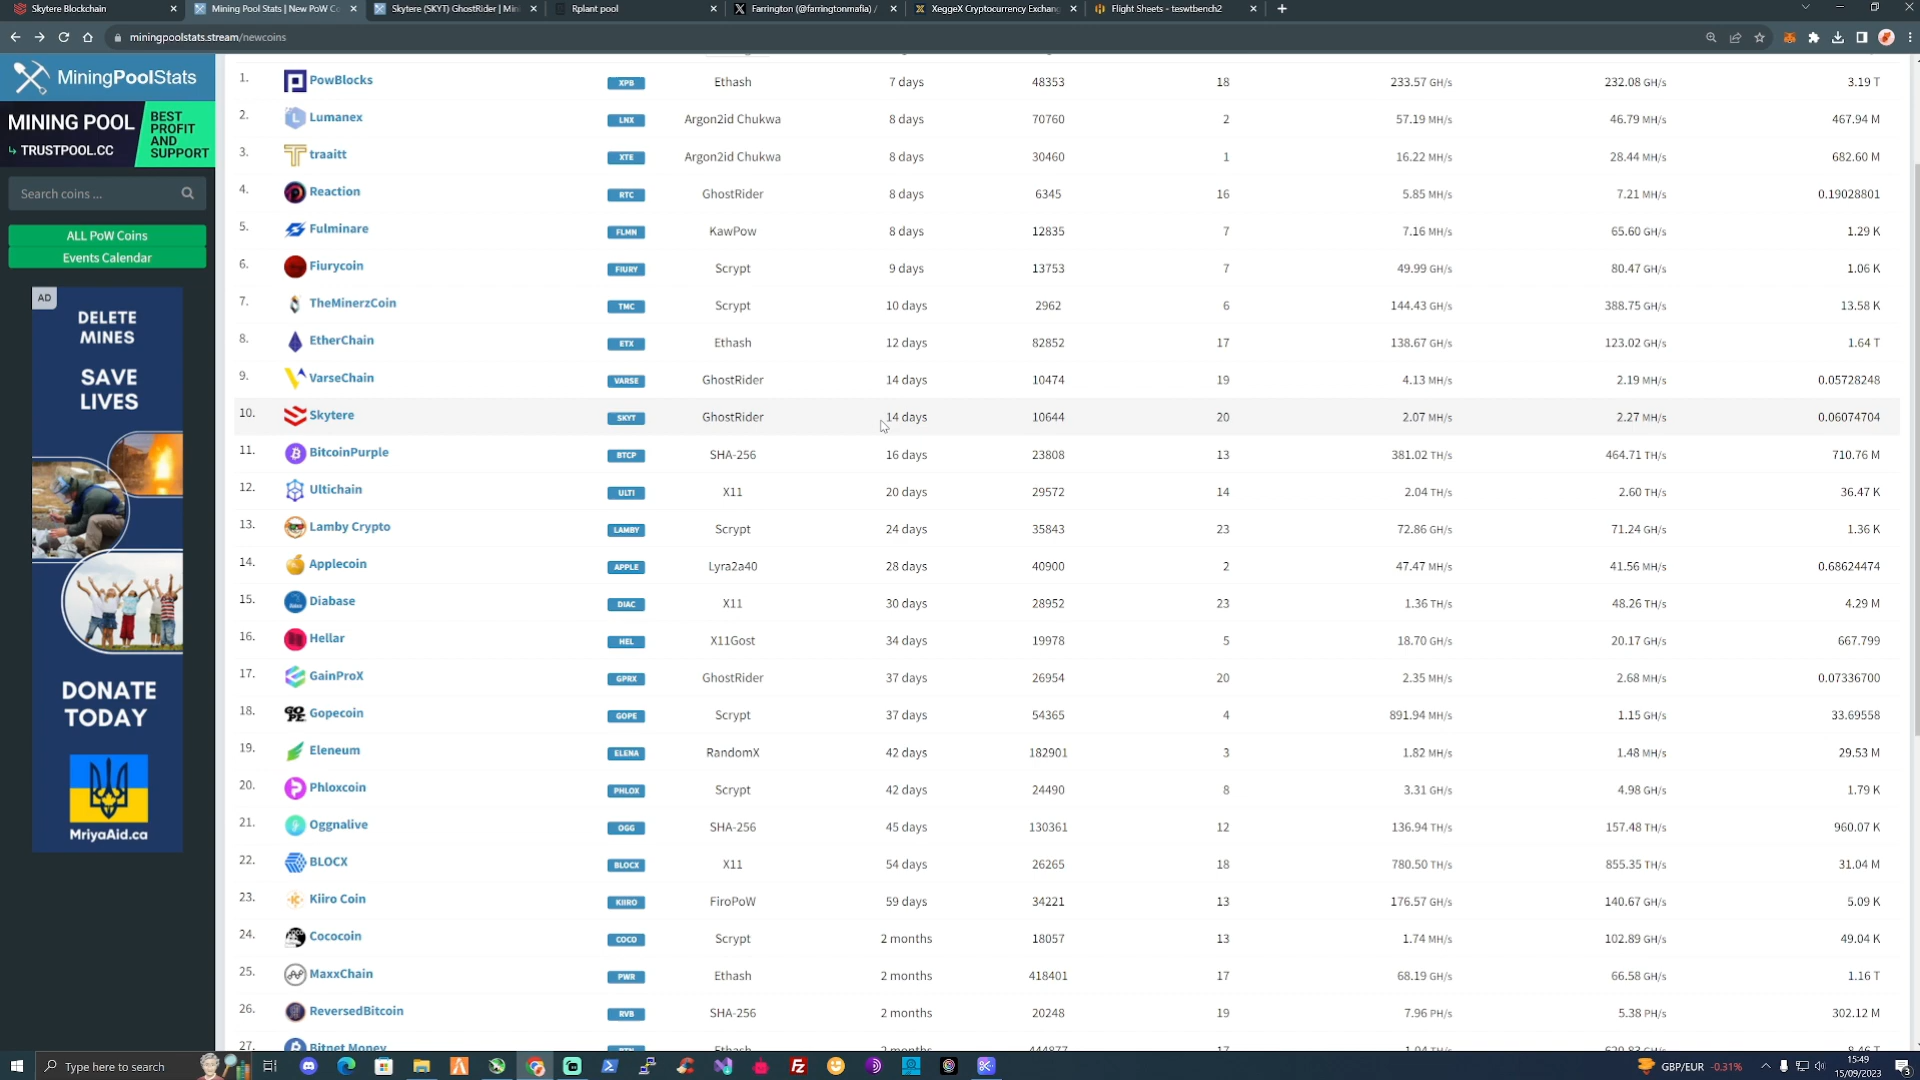 Skytere Blockchain
Mining Pool Stats | New PoW C
Skytere (SKYT) GhostRider | Mini
Rplant pool
Farrington (@farringtonmafia) /
XeggeX Cryptocurrency Exchan
Flight Sheets - teswtbench2
miningpoolstats.stream/newcoins
MiningPoolStats
MINING POOL
TRUSTPOOL.CC
BEST
PROFIT
AND
SUPPORT
Search coins ...
ALL PoW Coins
Events Calendar
AD
DELETE
MINES
SAVE
LIVES
DONATE
TODAY
MriyaAid.ca
1. PowBlocks XPB Ethash 7 days 48353 18 233.57 GH/s 232.08 GH/s 3.19 T
2. Lumanex LNX Argon2id Chukwa 8 days 70760 2 57.19 MH/s 46.79 MH/s 467.94 M
3. traaitt XTE Argon2id Chukwa 8 days 30460 1 16.22 MH/s 28.44 MH/s 682.60 M
4. Reaction RTC GhostRider 8 days 6345 16 5.85 MH/s 7.21 MH/s 0.19028801
5. Fulminare FLMN KawPow 8 days 12835 7 7.16 MH/s 65.60 MH/s 1.29 K
6. Fiurycoin FIURY Scrypt 9 days 13753 7 49.99 MH/s 80.47 MH/s 1.06 K
7. TheMinerzCoin TMC Scrypt 10 days 2962 6 144.43 GH/s 388.75 GH/s 13.58 K
8. EtherChain ETX Ethash 12 days 82852 17 138.67 GH/s 123.02 GH/s 1.64 T
9. VarseChain VARSE GhostRider 14 days 10474 19 4.13 MH/s 2.19 MH/s 0.05728248
10. Skytere SKYT GhostRider 14 days 10644 20 2.07 MH/s 2.27 MH/s 0.06074704
11. BitcoinPurple BTCP SHA-256 16 days 23808 13 381.02 TH/s 464.71 TH/s 710.76 M
12. Ultichain ULTI X11 20 days 29572 14 2.04 TH/s 2.60 TH/s 36.47 K
13. Lamby Crypto LAMBY Scrypt 24 days 35843 23 72.86 GH/s 71.24 GH/s 1.36 K
14. Applecoin APPLE Lyra2a40 28 days 40900 2 47.47 MH/s 41.56 MH/s 0.68624474
15. Diabase DIAC X11 30 days 28952 23 1.36 TH/s 48.26 TH/s 4.29 M
16. Hellar HEL X11Gost 34 days 19978 5 18.70 GH/s 20.17 GH/s 667.799
17. GainProX GPRX GhostRider 37 days 26954 20 2.35 MH/s 2.68 MH/s 0.07336700
18. Gopecoin GOPE Scrypt 37 days 54365 4 891.94 MH/s 1.15 GH/s 33.69558
19. Eleneum ELENA RandomX 42 days 182901 3 1.82 MH/s 1.48 MH/s 29.53 M
20. Phloxcoin PHLOX Scrypt 42 days 24490 8 3.31 GH/s 4.98 GH/s 1.79 K
21. Oggnalive OGG SHA-256 45 days 130361 12 136.94 TH/s 157.48 TH/s 960.07 K
22. BLOCX BLOCX X11 54 days 26265 18 780.50 TH/s 855.35 TH/s 31.04 M
23. Kiiro Coin KIIRO FiroPoW 59 days 34221 13 176.57 GH/s 140.67 GH/s 5.09 K
24. Cococoin COCO Scrypt 2 months 18057 13 1.74 MH/s 102.89 GH/s 49.04 K
25. MaxxChain PWR Ethash 2 months 418401 17 68.19 GH/s 66.58 GH/s 1.16 T
26. ReversedBitcoin RVB SHA-256 2 months 20248 19 7.96 PH/s 5.38 PH/s 302.12 M
27. Bitnet Money Ethash 2 months 444877 17
Type here to search
GBP/EUR -0.31%
15:49
15/09/2023